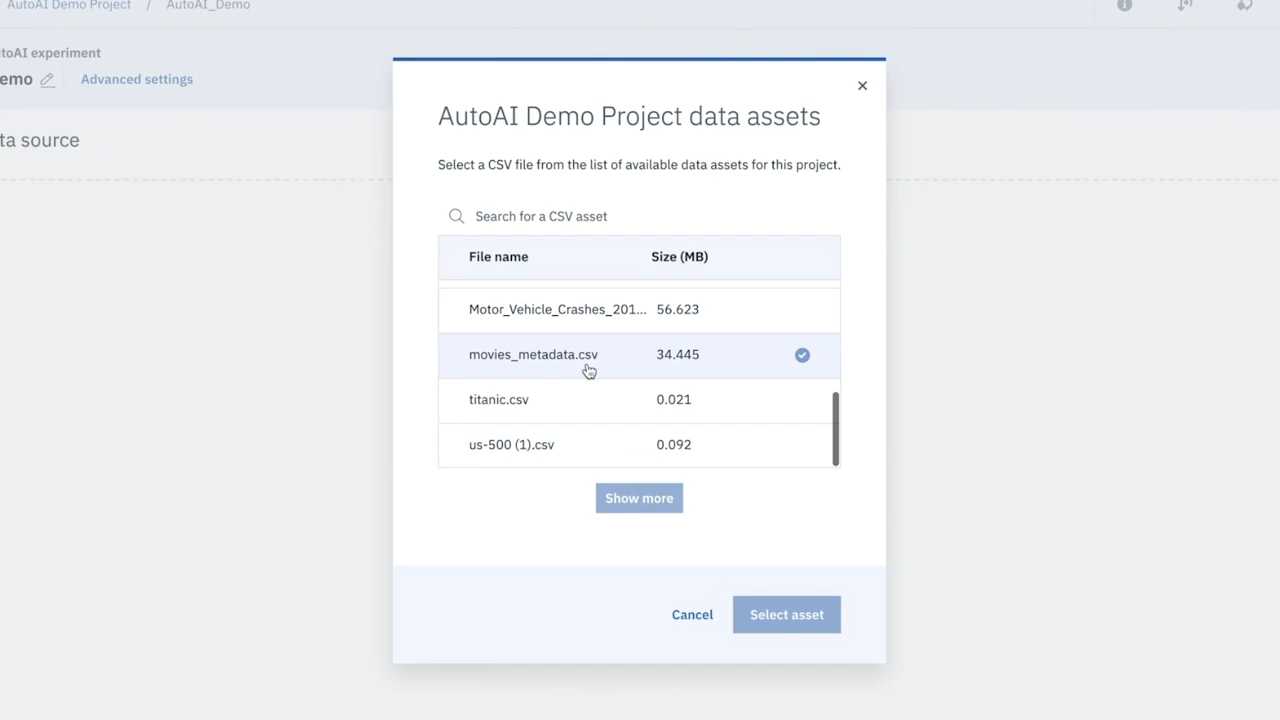 AutoAI Demo Project / AutoAI_Demo
toAI experiment
emo Advanced settings
ta source
AutoAI Demo Project data assets
Select a CSV file from the list of available data assets for this project.
Search for a CSV asset
File name Size (MB)
Motor_Vehicle_Crashes_201... 56.623
movies_metadata.csv 34.445
titanic.csv 0.021
us-500 (1).csv 0.092
Show more
Cancel Select asset